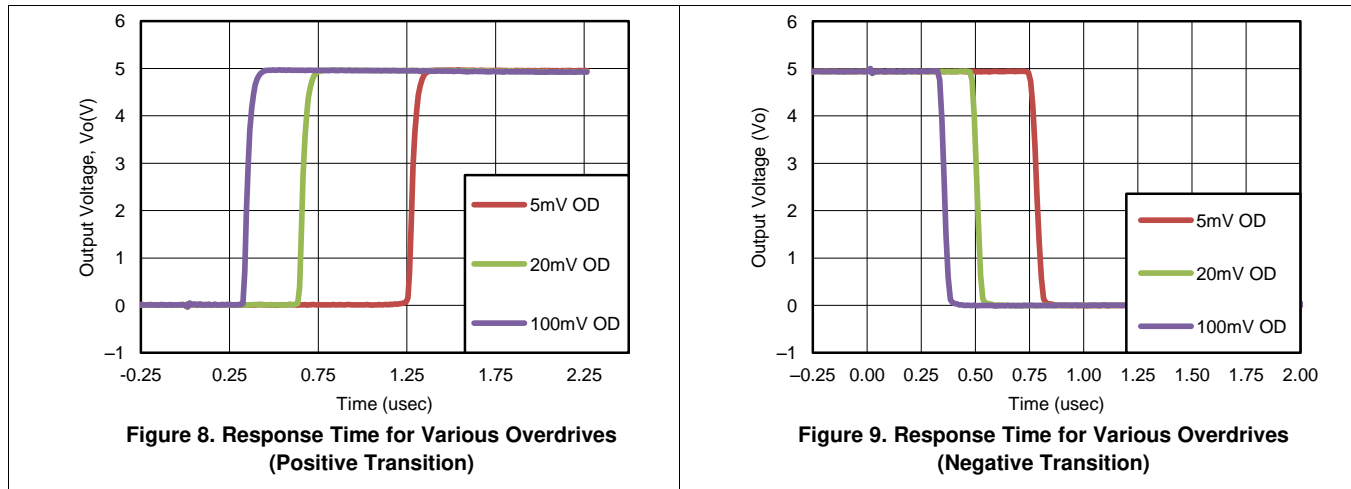 6
5
4
3
2
1
0
–1
Output Voltage, Vo(V)
5mV OD
20mV OD
100mV OD
-0.25 0.25 0.75 1.25 1.75 2.25
Time (usec)
Figure 8. Response Time for Various Overdrives
(Positive Transition)
6
5
4
3
2
1
0
–1
Output Voltage (Vo)
5mV OD
20mV OD
100mV OD
–0.25 0.00 0.25 0.50 0.75 1.00 1.25 1.50 1.75 2.00
Time (usec)
Figure 9. Response Time for Various Overdrives
(Negative Transition)